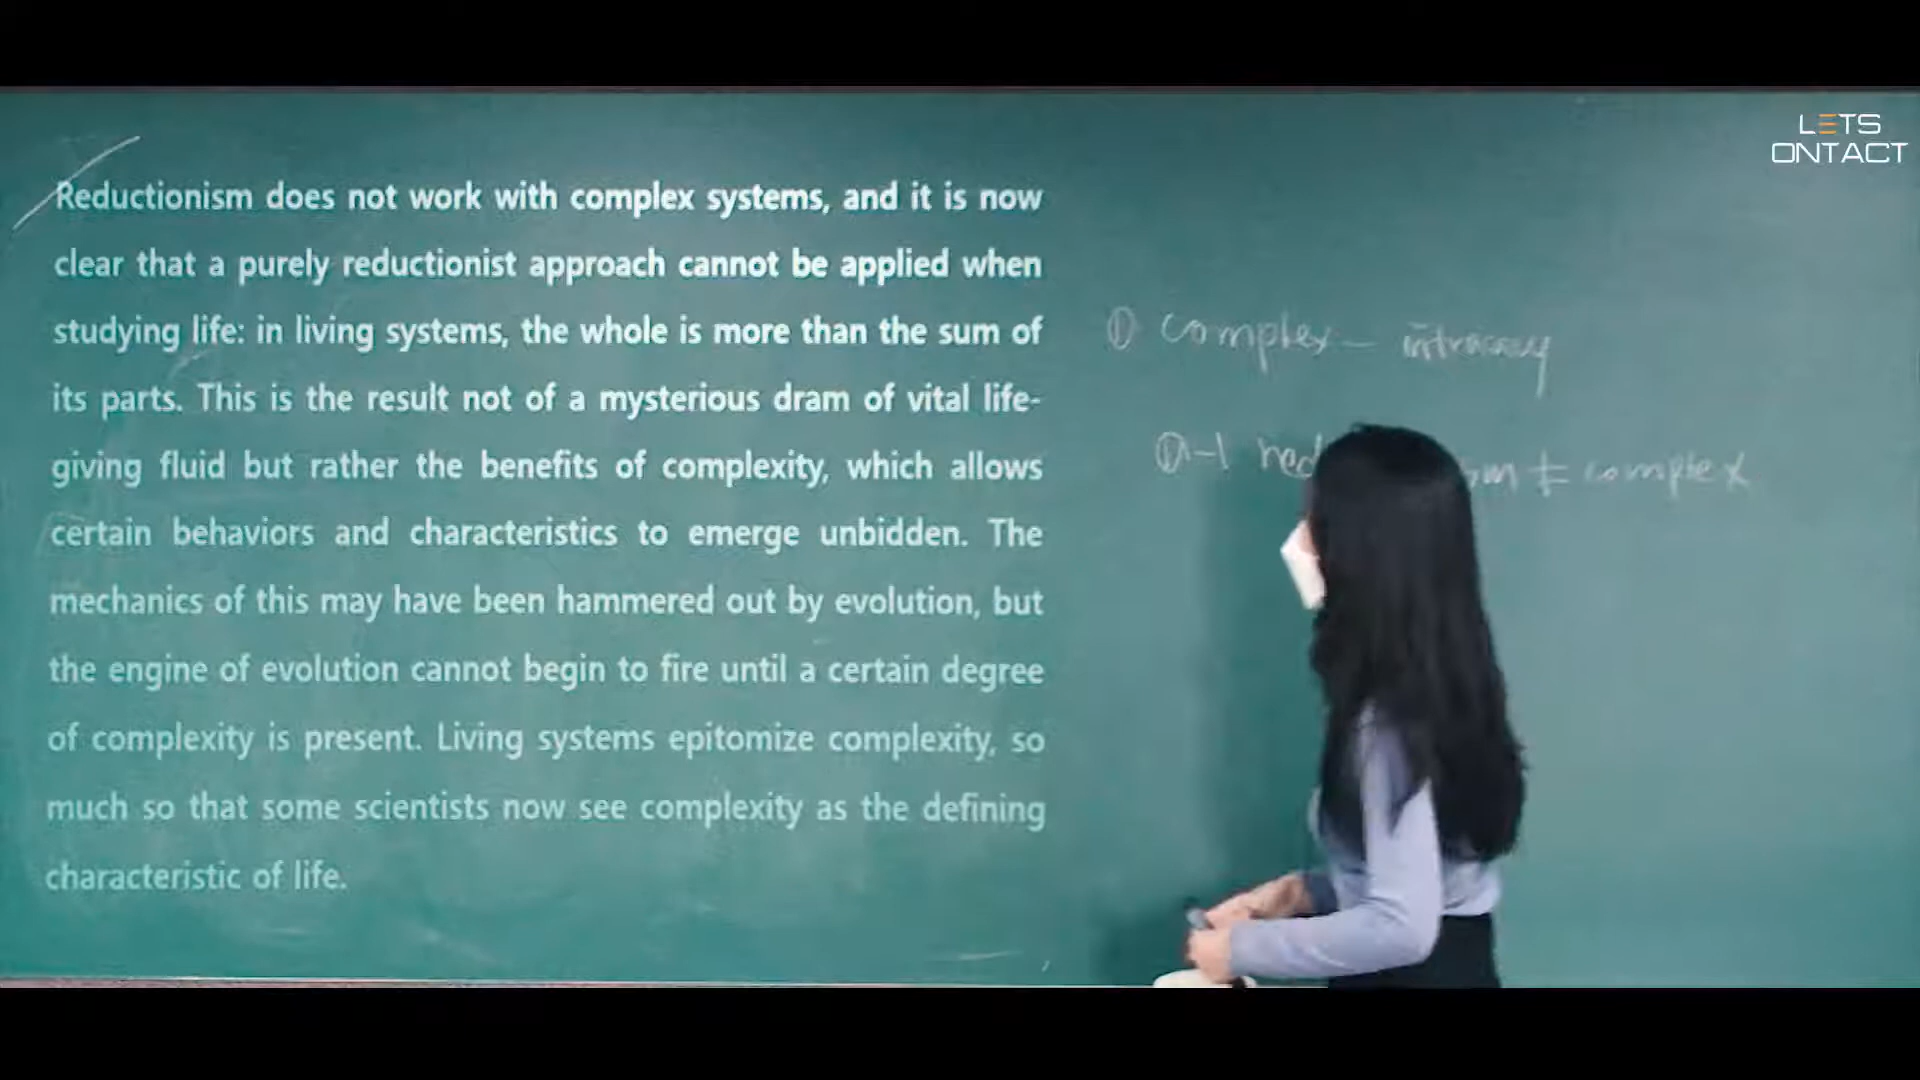 LETS
ONTACT
Reductionism does not work with complex systems, and it is now
clear that a purely reductionist approach cannot be applied when
studying life: in living systems, the whole is more than the sum of
its parts. This is the result not of a mysterious dram of vital life-
giving fluid but rather the benefits of complexity, which allows
certain behaviors and characteristics to emerge unbidden. The
mechanics of this may have been hammered out by evolution, but
the engine of evolution cannot begin to fire until a certain degree
of complexity is present. Living systems epitomize complexity, so
much so that some scientists now see complexity as the defining
characteristic of life.
① complex –
①-1 ≠ complex